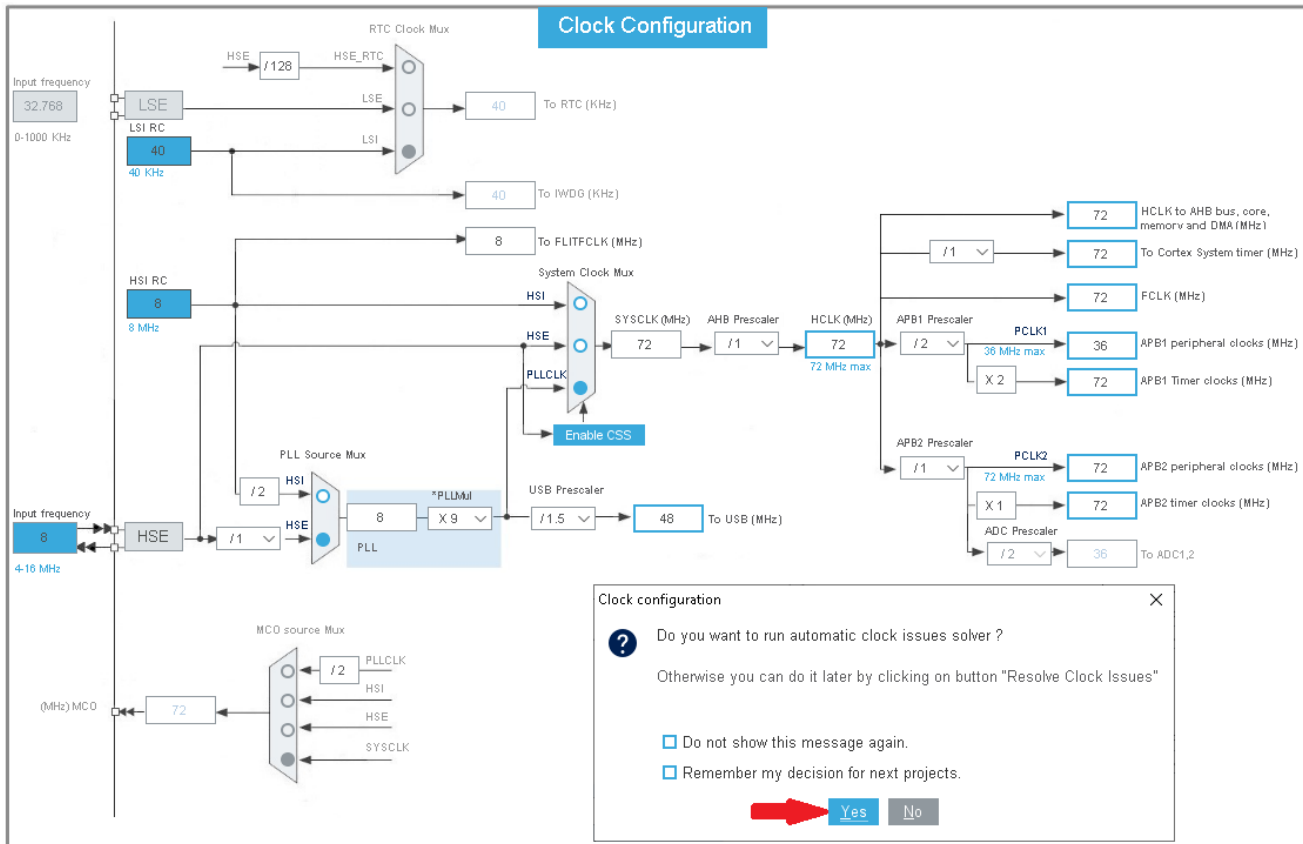 Clock Configuration
RTC Clock Mux
HSE
/ 128
HSE_RTC
Input frequency
32.768
0-1000 KHz
LSE
LSE
40
To RTC (KHz)
LSI RC
40
40 KHz
LSI
40
To IWDG (KHz)
8
To FLITFCLK (MHz)
System Clock Mux
HSI RC
8
8 MHz
HSI
HSE
PLLCLK
SYSCLK (MHz)
72
AHB Prescaler
/ 1
HCLK (MHz)
72
72 MHz max
Enable CSS
72
HCLK to AHB bus, core,
memory and DMA (MHz)
/ 1
72
To Cortex System timer (MHz)
72
FCLK (MHz)
APB1 Prescaler
/ 2
PCLK1
36 MHz max
36
APB1 peripheral clocks (MHz)
X 2
72
APB1 Timer clocks (MHz)
APB2 Prescaler
/ 1
PCLK2
72 MHz max
72
APB2 peripheral clocks (MHz)
X 1
72
APB2 timer clocks (MHz)
ADC Prescaler
/ 2
36
To ADC1,2
PLL Source Mux
/ 2
HSI
Input frequency
8
4-16 MHz
HSE
/ 1
HSE
8
*PLLMul
X 9
PLL
USB Prescaler
/ 1.5
48
To USB (MHz)
MCO source Mux
/ 2
PLLCLK
HSI
HSE
SYSCLK
(MHz) MCO
72
Clock configuration
Do you want to run automatic clock issues solver ?
Otherwise you can do it later by clicking on button "Resolve Clock Issues"
Do not show this message again.
Remember my decision for next projects.
Yes
No